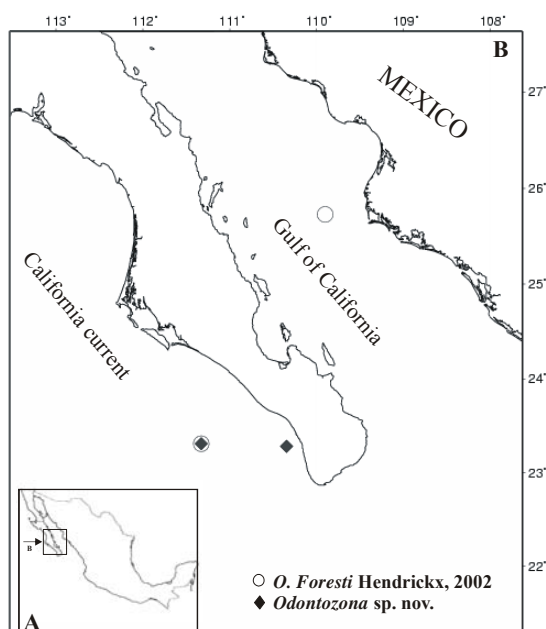 113° 112° 111° 110° 109° 108°
B
MEXICO
27°
26°
Gulf of California
25°
California current
24°
23°
22°
B
A
O. Foresti Hendrickx, 2002
Odontozona sp. nov.